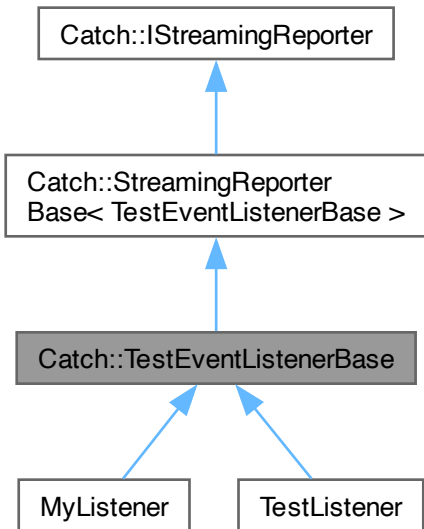 Catch::IStreamingReporter
Catch::StreamingReporter
Base< TestEventListenerBase >
Catch::TestEventListenerBase
MyListener
TestListener